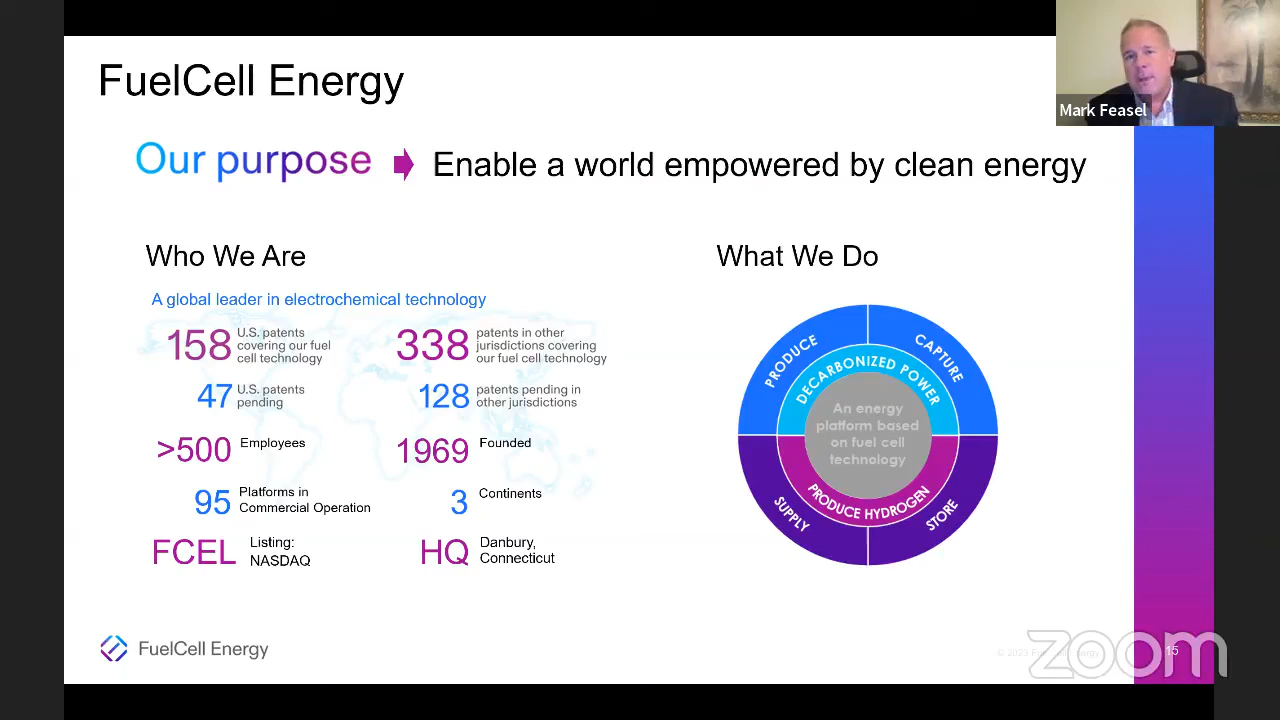 FuelCell Energy
Mark Feasel
Our purpose
Enable a world empowered by clean energy
Who We Are
What We Do
A global leader in electrochemical technology
158
U.S. patents
covering our fuel
cell technology
338
patents in other
jurisdictions covering
our fuel cell technology
47
U.S. patents
pending
128
patents pending in
other jurisdictions
>500
Employees
1969
Founded
95
Platforms in
Commercial Operation
3
Continents
FCEL
Listing:
NASDAQ
HQ
Danbury,
Connecticut
PRODUCE
CAPTURE
DECARBONIZED POWER
An energy
platform based
on fuel cell
technology
PRODUCE HYDROGEN
SUPPLY
STORE
FuelCell Energy
© 2023
zoom
15